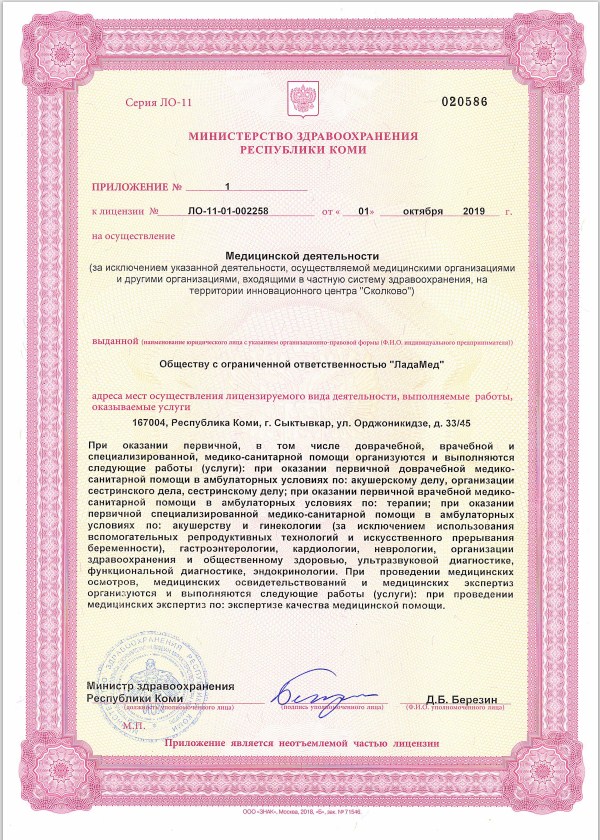 Серия ЛО-11
020586
МИНИСТЕРСТВО ЗДРАВООХРАНЕНИЯ
РЕСПУБЛИКИ КОМИ
ПРИЛОЖЕНИЕ № 1
к лицензии № ЛО-11-01-002258 от « 01» октября 2019 г.
на осуществление
Медицинской деятельности
(за исключением указанной деятельности, осуществляемой медицинскими организациями
и другими организациями, входящими в частную систему здравоохранения, на
территории инновационного центра "Сколково")
выданной (наименование юридического лица с указанием организационно-правовой формы (Ф.И.О. индивидуального предпринимателя))
Обществу с ограниченной ответственностью "ЛадаМед"
адреса мест осуществления лицензируемого вида деятельности, выполняемые работы,
оказываемые услуги
167004, Республика Коми, г. Сыктывкар, ул. Орджоникидзе, д. 33/45
При оказании первичной, в том числе доврачебной, врачебной и
специализированной, медико-санитарной помощи организуются и выполняются
следующие работы (услуги): при оказании первичной доврачебной медико-
санитарной помощи в амбулаторных условиях по: акушерскому делу, организации
сестринского дела, сестринскому делу; при оказании первичной врачебной медико-
санитарной помощи в амбулаторных условиях по: терапии; при оказании
первичной специализированной медико-санитарной помощи в амбулаторных
условиях по: акушерству и гинекологии (за исключением использования
вспомогательных репродуктивных технологий и искусственного прерывания
беременности), гастроэнтерологии, кардиологии, неврологии, организации
здравоохранения и общественному здоровью, ультразвуковой диагностике,
функциональной диагностике, эндокринологии. При проведении медицинских
осмотров, медицинских освидетельствований и медицинских экспертиз
организуются и выполняются следующие работы (услуги): при проведении
медицинских экспертиз по: экспертизе качества медицинской помощи.
Министр здравоохранения
Республики Коми
Д.Б. Березин
(должность уполномоченного лица) (подпись уполномоченного лица) (Ф.И.О. уполномоченного лица)
М.П.
Приложение является неотъемлемой частью лицензии
ООО «ЗНАК», Москва, 2018, «Б», зак. № 71546